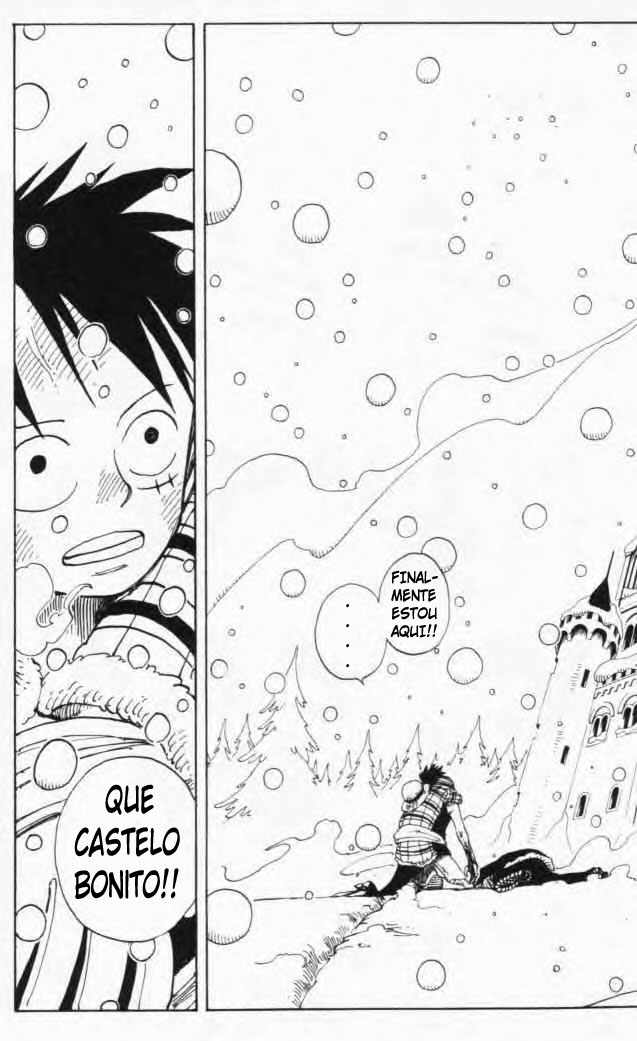 QUE
CASTELO
BONITO!!
. . . .
FINAL-
MENTE
ESTOU
AQUI!!